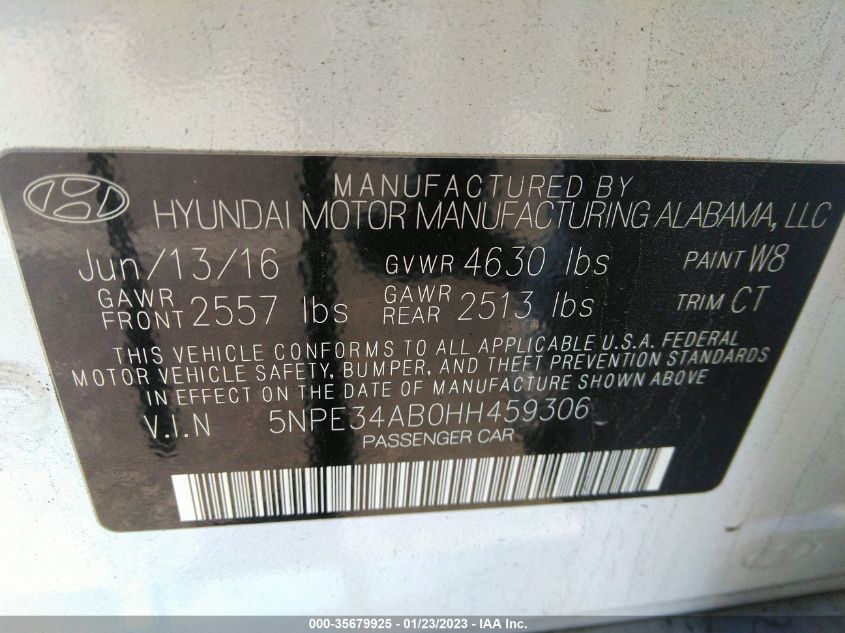 MANUFACTURED BY
HYUNDAI MOTOR MANUFACTURING ALABAMA, LLC
Jun/13/16 GVWR 4630 lbs PAINT W8
GAWR FRONT 2557 lbs GAWR REAR 2513 lbs TRIM CT
THIS VEHICLE CONFORMS TO ALL APPLICABLE U.S.A. FEDERAL
MOTOR VEHICLE SAFETY, BUMPER, AND THEFT PREVENTION STANDARDS
IN EFFECT ON THE DATE OF MANUFACTURE SHOWN ABOVE.
V.I.N 5NPE34AB0HH459306
PASSENGER CAR
000-35679925 - 01/23/2023 - IAA Inc.